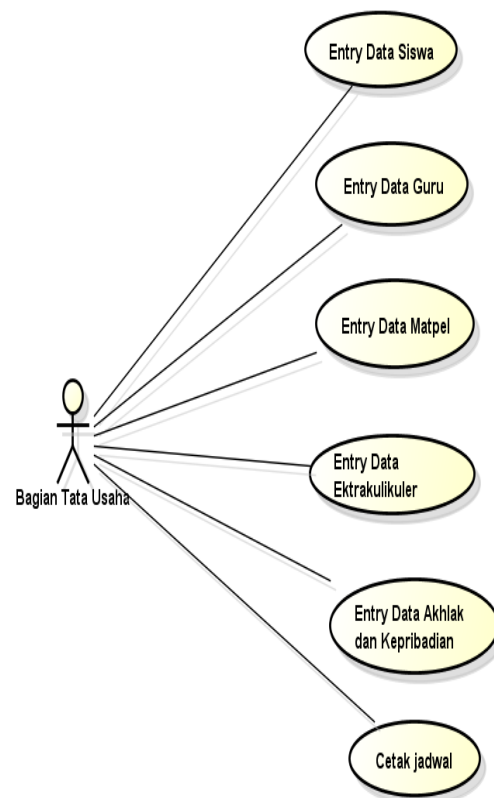 Entry Data Siswa
Entry Data Guru
Entry Data Matpel
Bagian Tata Usaha
Entry Data
Ektrakulikuler
Entry Data Akhlak
dan Kepribadian
Cetak jadwal